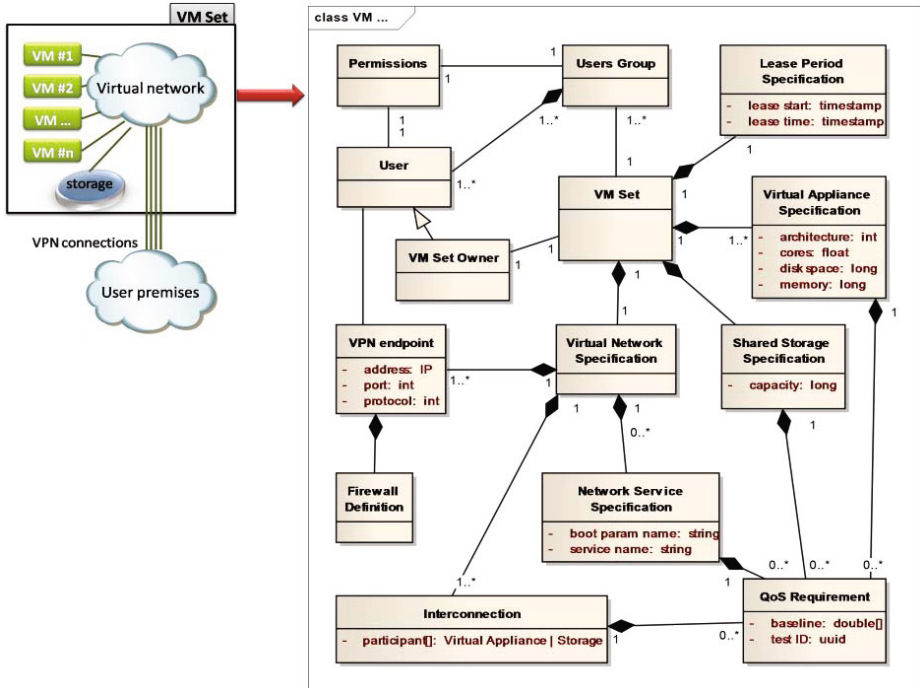 VM Set
VM #1
VM #2
VM ...
VM #n
Virtual network
storage
VPN connections
User premises
class VM ...
Permissions
1
1
Users Group
1
1..*
1..*
Lease Period
Specification
- lease start: timestamp
- lease time: timestamp
1
1
User
1..*
1
VM Set
1
1
1
1
VM Set Owner
1
Virtual Appliance
Specification
- architecture: int
- cores: float
- disk space: long
- memory: long
1..*
1
VPN endpoint
- address: IP
- port: int
- protocol: int
1..*
1
Virtual Network
Specification
1
1
1
Shared Storage
Specification
- capacity: long
1
0..*
Firewall
Definition
Network Service
Specification
- boot param name: string
- service name: string
1
0..*
0..*
1..*
Interconnection
- participant[]: Virtual Appliance | Storage
1
0..*
QoS Requirement
- baseline: double[]
- test ID: uuid